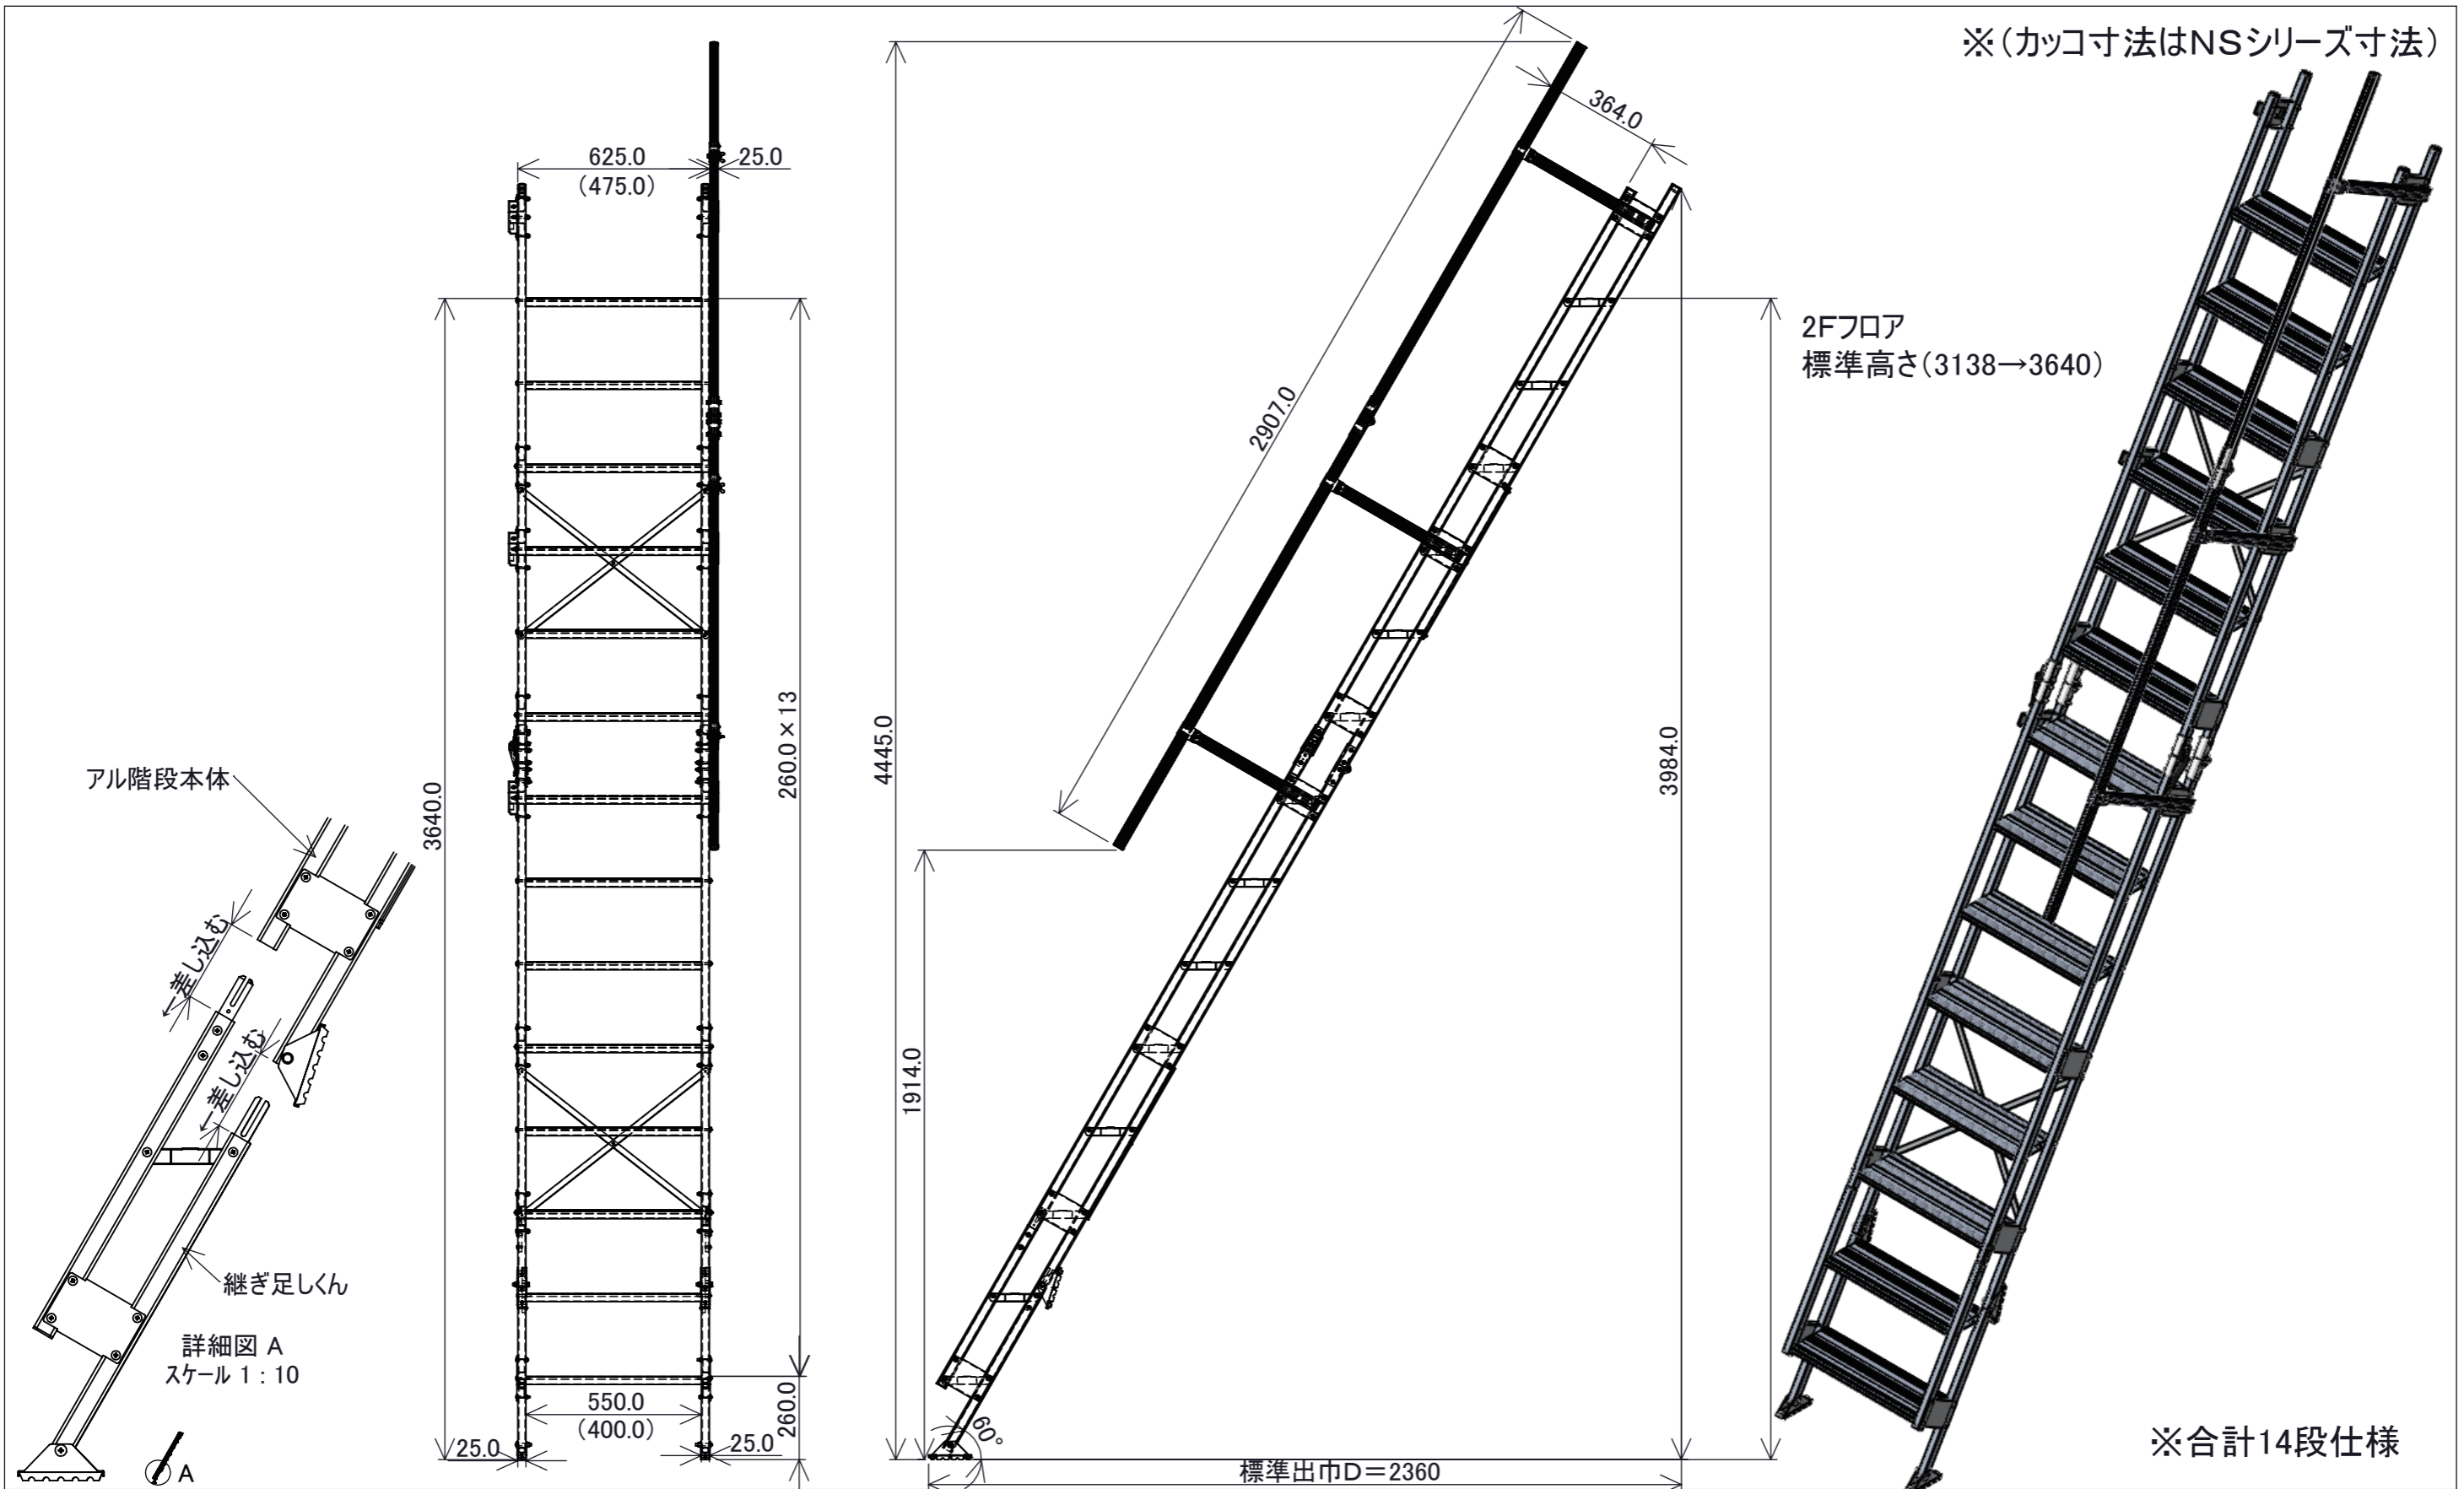 ※(カッコ寸法はNSシリーズ寸法)
364.0
625.0
(475.0)
25.0
2Fフロア
標準高さ(3138→3640)
2907.0
260.0×13
4445.0
3984.0
3640.0
アル階段本体
←差し込む
←差し込む
1914.0
継ぎ足しくん
詳細図 A
スケール 1 : 10
A
550.0
(400.0)
25.0
25.0
260.0
60°
標準出巾D=2360
※合計14段仕様